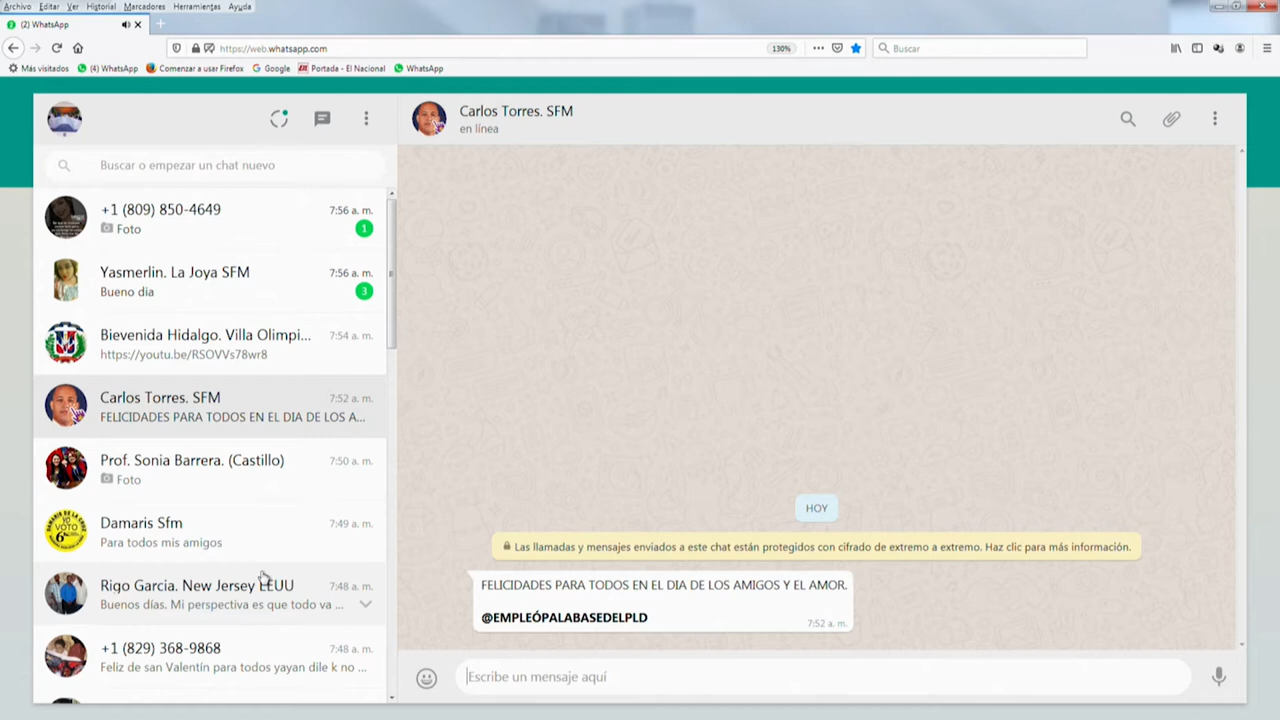 Archivo Editar Ver Historial Marcadores Herramientas Ayuda
(2) WhatsApp
https://web.whatsapp.com
130%
Buscar
Más visitados
(4) WhatsApp
Comenzar a usar Firefox
Google
Portada - El Nacional
WhatsApp
Carlos Torres. SFM
en línea
Buscar o empezar un chat nuevo
+1 (809) 850-4649 7:56 a. m.
Foto 1
Yasmerlin. La Joya SFM 7:56 a. m.
Bueno dia 3
Bievenida Hidalgo. Villa Olimpi... 7:54 a. m.
https://youtu.be/RSOVVs78wr8
Carlos Torres. SFM 7:52 a. m.
FELICIDADES PARA TODOS EN EL DIA DE LOS A...
Prof. Sonia Barrera. (Castillo) 7:50 a. m.
Foto
Damaris Sfm 7:49 a. m.
Para todos mis amigos
YO
VOTO
6
Rigo Garcia. New Jersey EEUU 7:48 a. m.
Buenos días. Mi perspectiva es que todo va ...
+1 (829) 368-9868 7:48 a. m.
Feliz de san Valentín para todos yayan dile k no ...
HOY
Las llamadas y mensajes enviados a este chat están protegidos con cifrado de extremo a extremo. Haz clic para más información.
FELICIDADES PARA TODOS EN EL DIA DE LOS AMIGOS Y EL AMOR.
@EMPLEÓPALABASEDELPLD
7:52 a. m.
Escribe un mensaje aquí